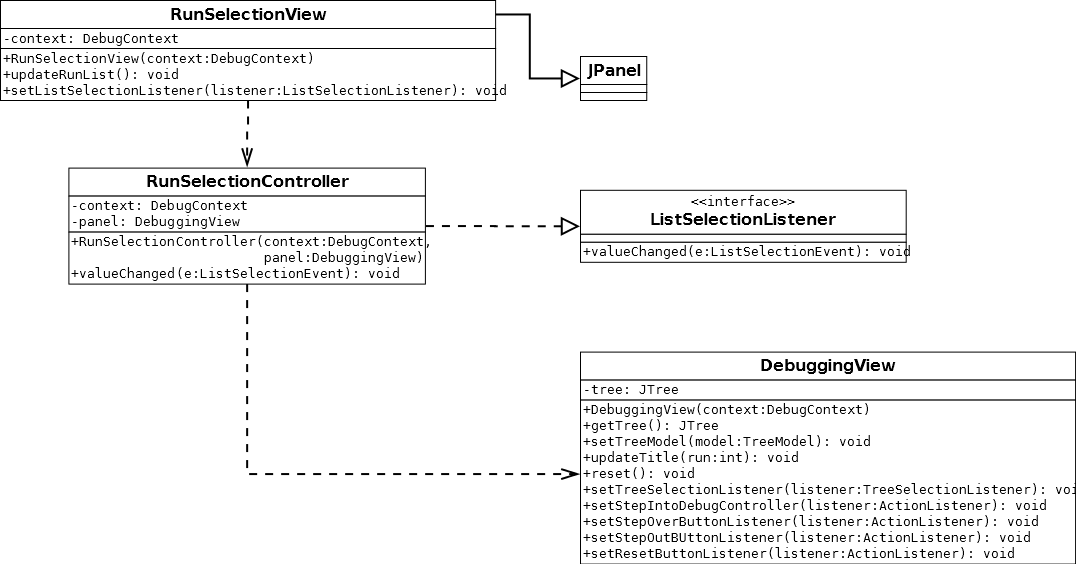 RunSelectionView
-context: DebugContext
+RunSelectionView(context:DebugContext)
+updateRunList(): void
+setListSelectionListener(listener:ListSelectionListener): void
JPanel
RunSelectionController
-context: DebugContext
-panel: DebuggingView
+RunSelectionController(context:DebugContext,
panel:DebuggingView)
+valueChanged(e:ListSelectionEvent): void
<<interface>>
ListSelectionListener
+valueChanged(e:ListSelectionEvent): void
DebuggingView
-tree: JTree
+DebuggingView(context:DebugContext)
+getTree(): JTree
+setTreeModel(model:TreeModel): void
+updateTitle(run:int): void
+reset(): void
+setTreeSelectionListener(listener:TreeSelectionListener): voi
+setStepIntoDebugController(listener:ActionListener): void
+setStepOverButtonListener(listener:ActionListener): void
+setStepOutBUttonListener(listener:ActionListener): void
+setResetButtonListener(listener:ActionListener): void